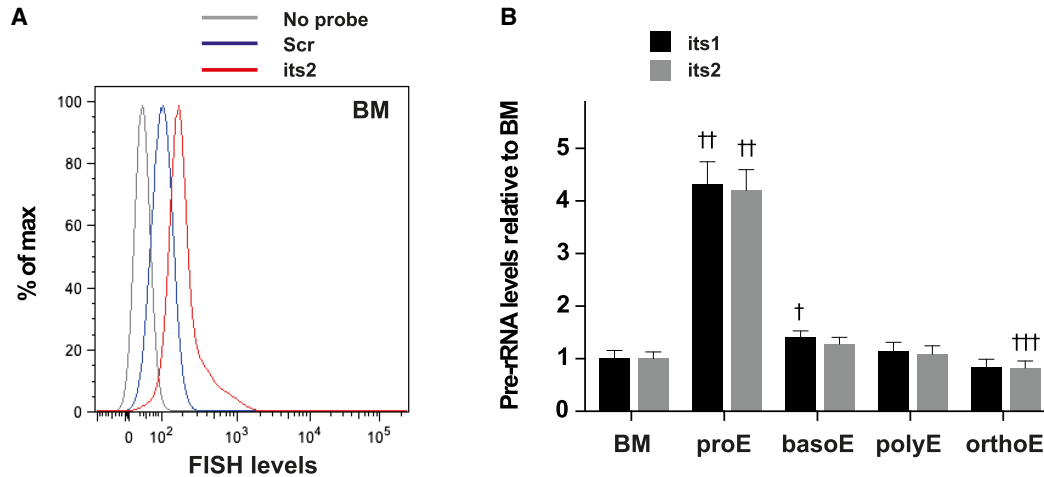 A
No probe
Scr
its2
BM
% of max
100
80
60
40
20
0
0 10² 10³ 10⁴ 10⁵
FISH levels
B
its1
its2
Pre-rRNA levels relative to BM
5
4
3
2
1
0
†† ††
†
†††
BM proE basoE polyE orthoE